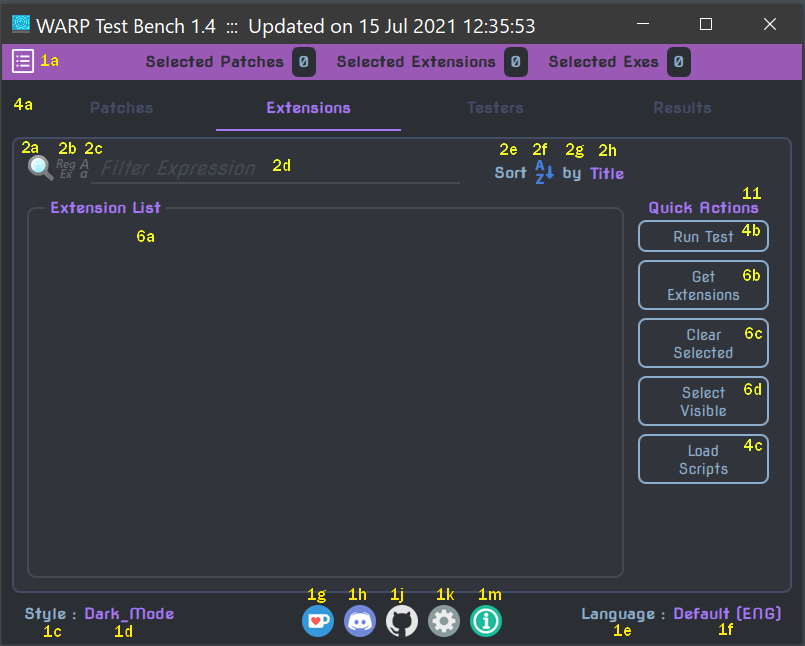 WARP Test Bench 1.4 ::: Updated on 15 Jul 2021 12:35:53
1a Selected Patches 0 Selected Extensions 0 Selected Exes 0
4a Patches Extensions Testers Results
2a 2b 2c 2e 2f 2g 2h
Reg Ex A a Filter Expression 2d Sort A Z by Title
11
Extension List Quick Actions
6a
Run Test 4b
Get Extensions 6b
Clear Selected 6c
Select Visible 6d
Load Scripts 4c
1g 1h 1j 1k 1m
Style : Dark_Mode Language : Default (ENG)
1c 1d 1e 1f